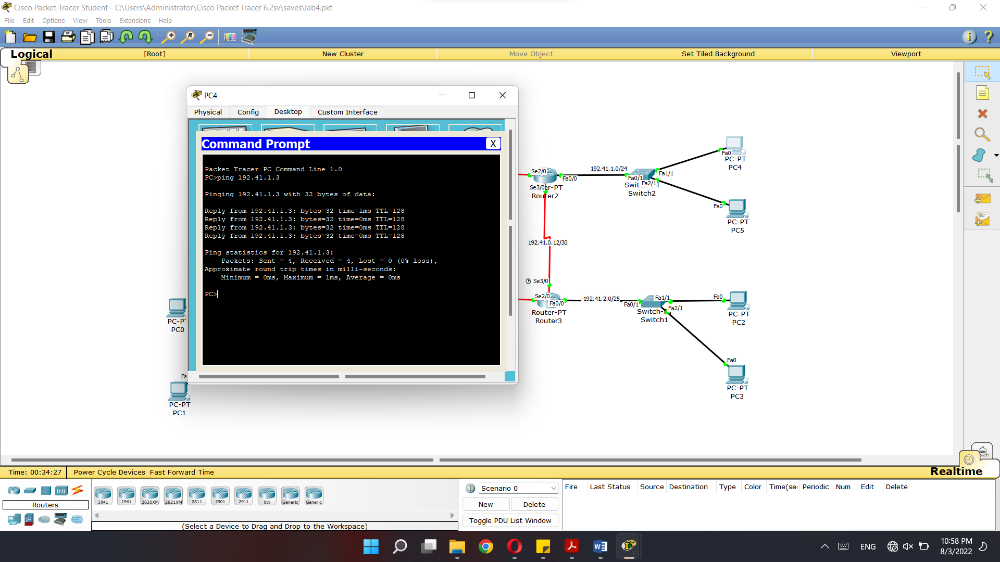 Cisco Packet Tracer Student - C:\Users\Administrator\Cisco Packet Tracer 6.2sv\saves\lab4.pkt
File Edit Options View Tools Extensions Help
Logical [Root] New Cluster Move Object Set Tiled Background Viewport
PC4
Physical Config Desktop Custom Interface
Command Prompt X
Packet Tracer PC Command Line 1.0
PC>ping 192.41.1.3
Pinging 192.41.1.3 with 32 bytes of data:
Reply from 192.41.1.3: bytes=32 time=1ms TTL=128
Reply from 192.41.1.3: bytes=32 time=0ms TTL=128
Reply from 192.41.1.3: bytes=32 time=0ms TTL=128
Reply from 192.41.1.3: bytes=32 time=0ms TTL=128
Ping statistics for 192.41.1.3:
Packets: Sent = 4, Received = 4, Lost = 0 (0% loss),
Approximate round trip times in milli-seconds:
Minimum = 0ms, Maximum = 1ms, Average = 0ms
PC>
PC0
Fa
PC-PT
PC1
Se2/0
Fa0/0
Se3/0
Router2
192.41.1.0/24
Fa0/1
Fa1/1
Fa2/1
Switch2
Fa0
PC-PT
PC4
Fa0
PC-PT
PC5
192.41.0.12/30
Se3/0
Se2/0
Fa0/0
Router-PT
Router3
192.41.2.0/25
Fa0/1
Fa1/1
Fa2/1
Switch1
Fa0
PC-PT
PC2
Fa0
PC-PT
PC3
Time: 00:34:27 Power Cycle Devices Fast Forward Time
Realtime
Routers
1841 1941 2620XM 2621XM 2811 2901 2911 819 Generic Generic
(Select a Device to Drag and Drop to the Workspace)
Scenario 0
New Delete
Toggle PDU List Window
Fire Last Status Source Destination Type Color Time(sec Periodic Num Edit Delete
ENG
10:58 PM
8/3/2022